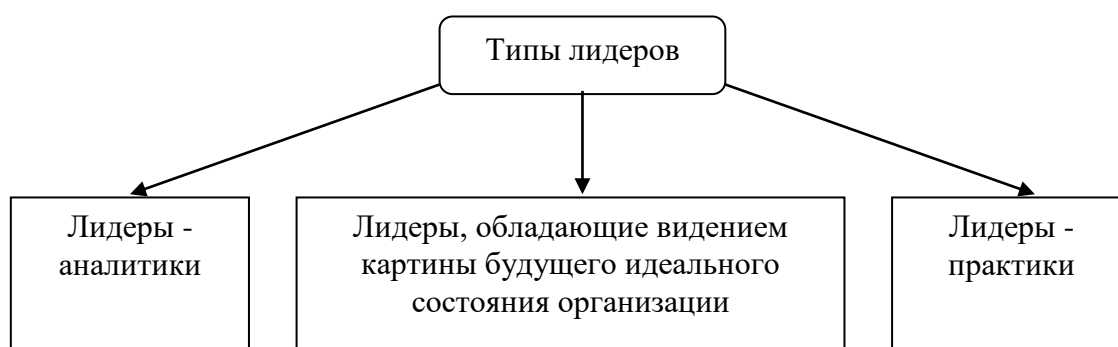 Типы лидеров
Лидеры -
аналитики
Лидеры, обладающие видением
картины будущего идеального
состояния организации
Лидеры -
практики